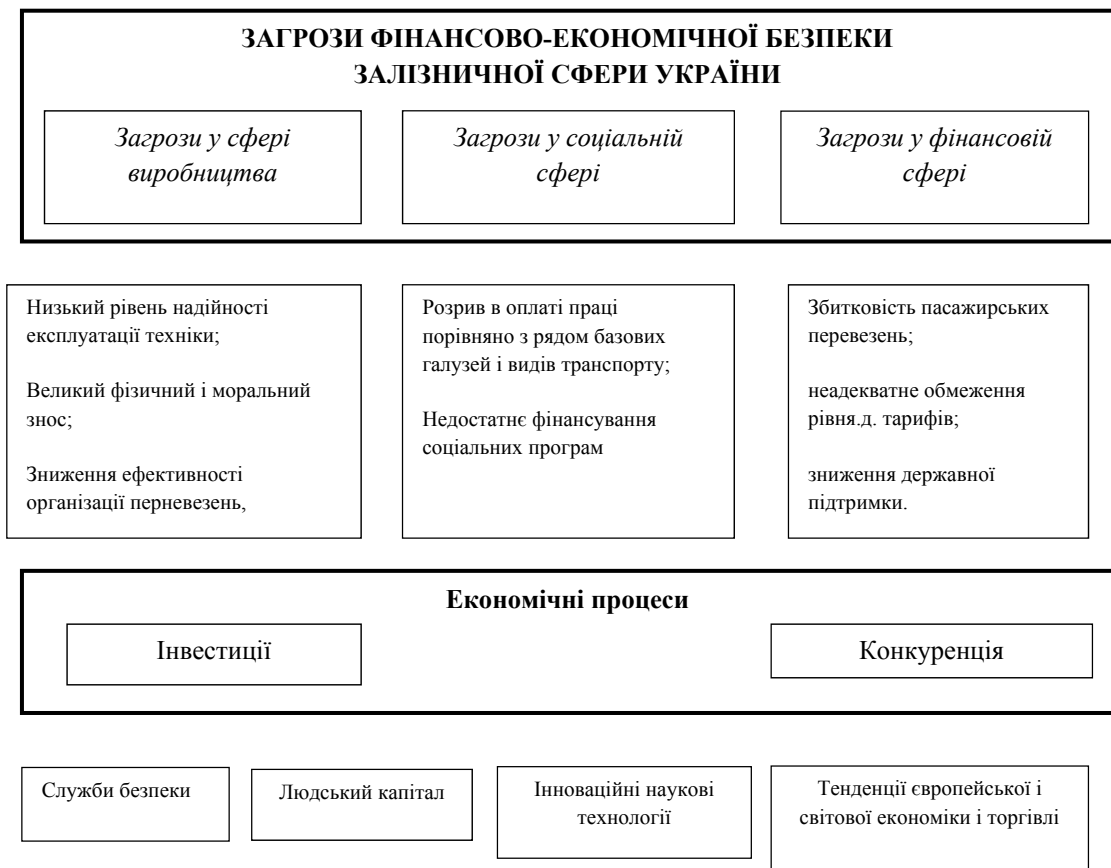 ЗАГРОЗИ ФІНАНСОВО-ЕКОНОМІЧНОЇ БЕЗПЕКИ
ЗАЛІЗНИЧНОЇ СФЕРИ УКРАЇНИ
Загрози у сфері
виробництва
Загрози у соціальній
сфері
Загрози у фінансовій
сфері
Низький рівень надійності
експлуатації техніки;
Великий фізичний і моральний
знос;
Зниження ефективності
організації перневезень,
Розрив в оплаті праці
порівняно з рядом базових
галузей і видів транспорту;
Недостатнє фінансування
соціальних програм
Збитковість пасажирських
перевезень;
неадекватне обмеження
рівня.д. тарифів;
зниження державної
підтримки.
Економічні процеси
Інвестиції
Конкуренція
Служби безпеки
Людський капітал
Інноваційні наукові
технології
Тенденції європейської і
світової економіки і торгівлі